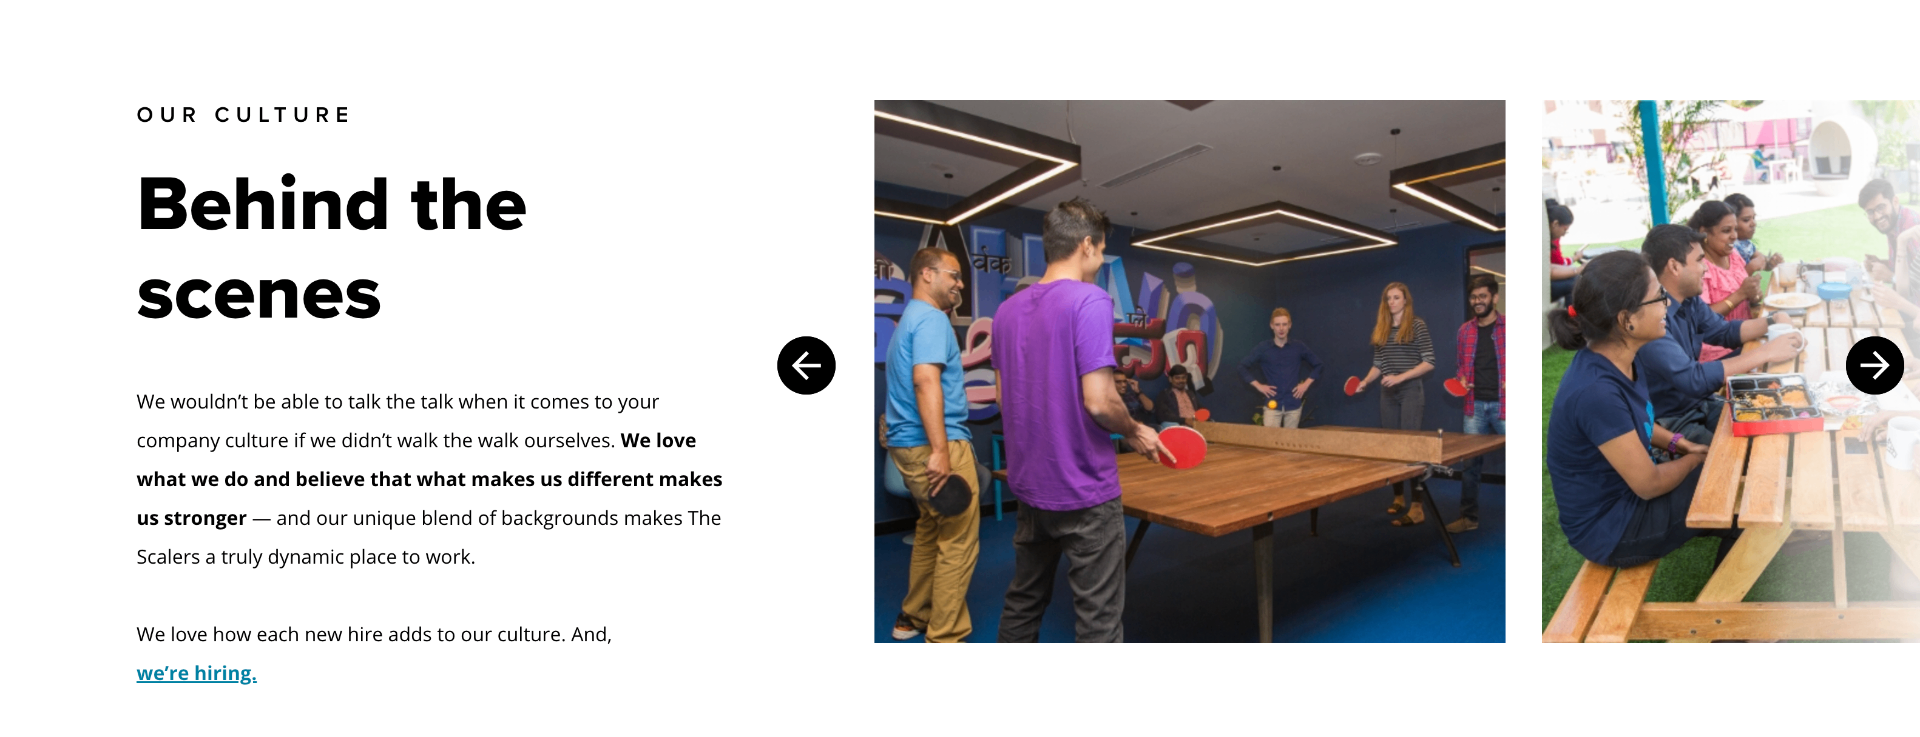 OUR CULTURE
Behind the
scenes
We wouldn’t be able to talk the talk when it comes to your
company culture if we didn’t walk the walk ourselves. We love
what we do and believe that what makes us different makes
us stronger — and our unique blend of backgrounds makes The
Scalers a truly dynamic place to work.
We love how each new hire adds to our culture. And,
we’re hiring.
वर्क
प्ले